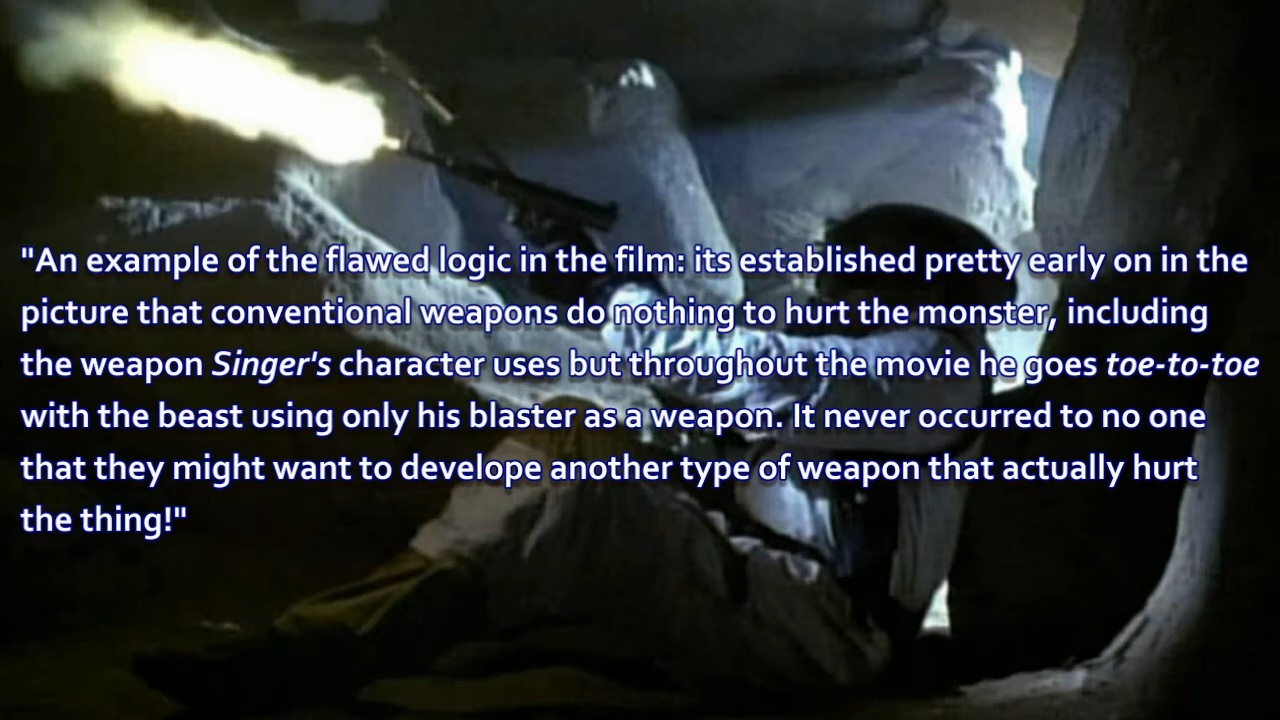 "An example of the flawed logic in the film: its established pretty early on in the
picture that conventional weapons do nothing to hurt the monster, including
the weapon Singer's character uses but throughout the movie he goes toe-to-toe
with the beast using only his blaster as a weapon. It never occurred to no one
that they might want to develope another type of weapon that actually hurt
the thing!"